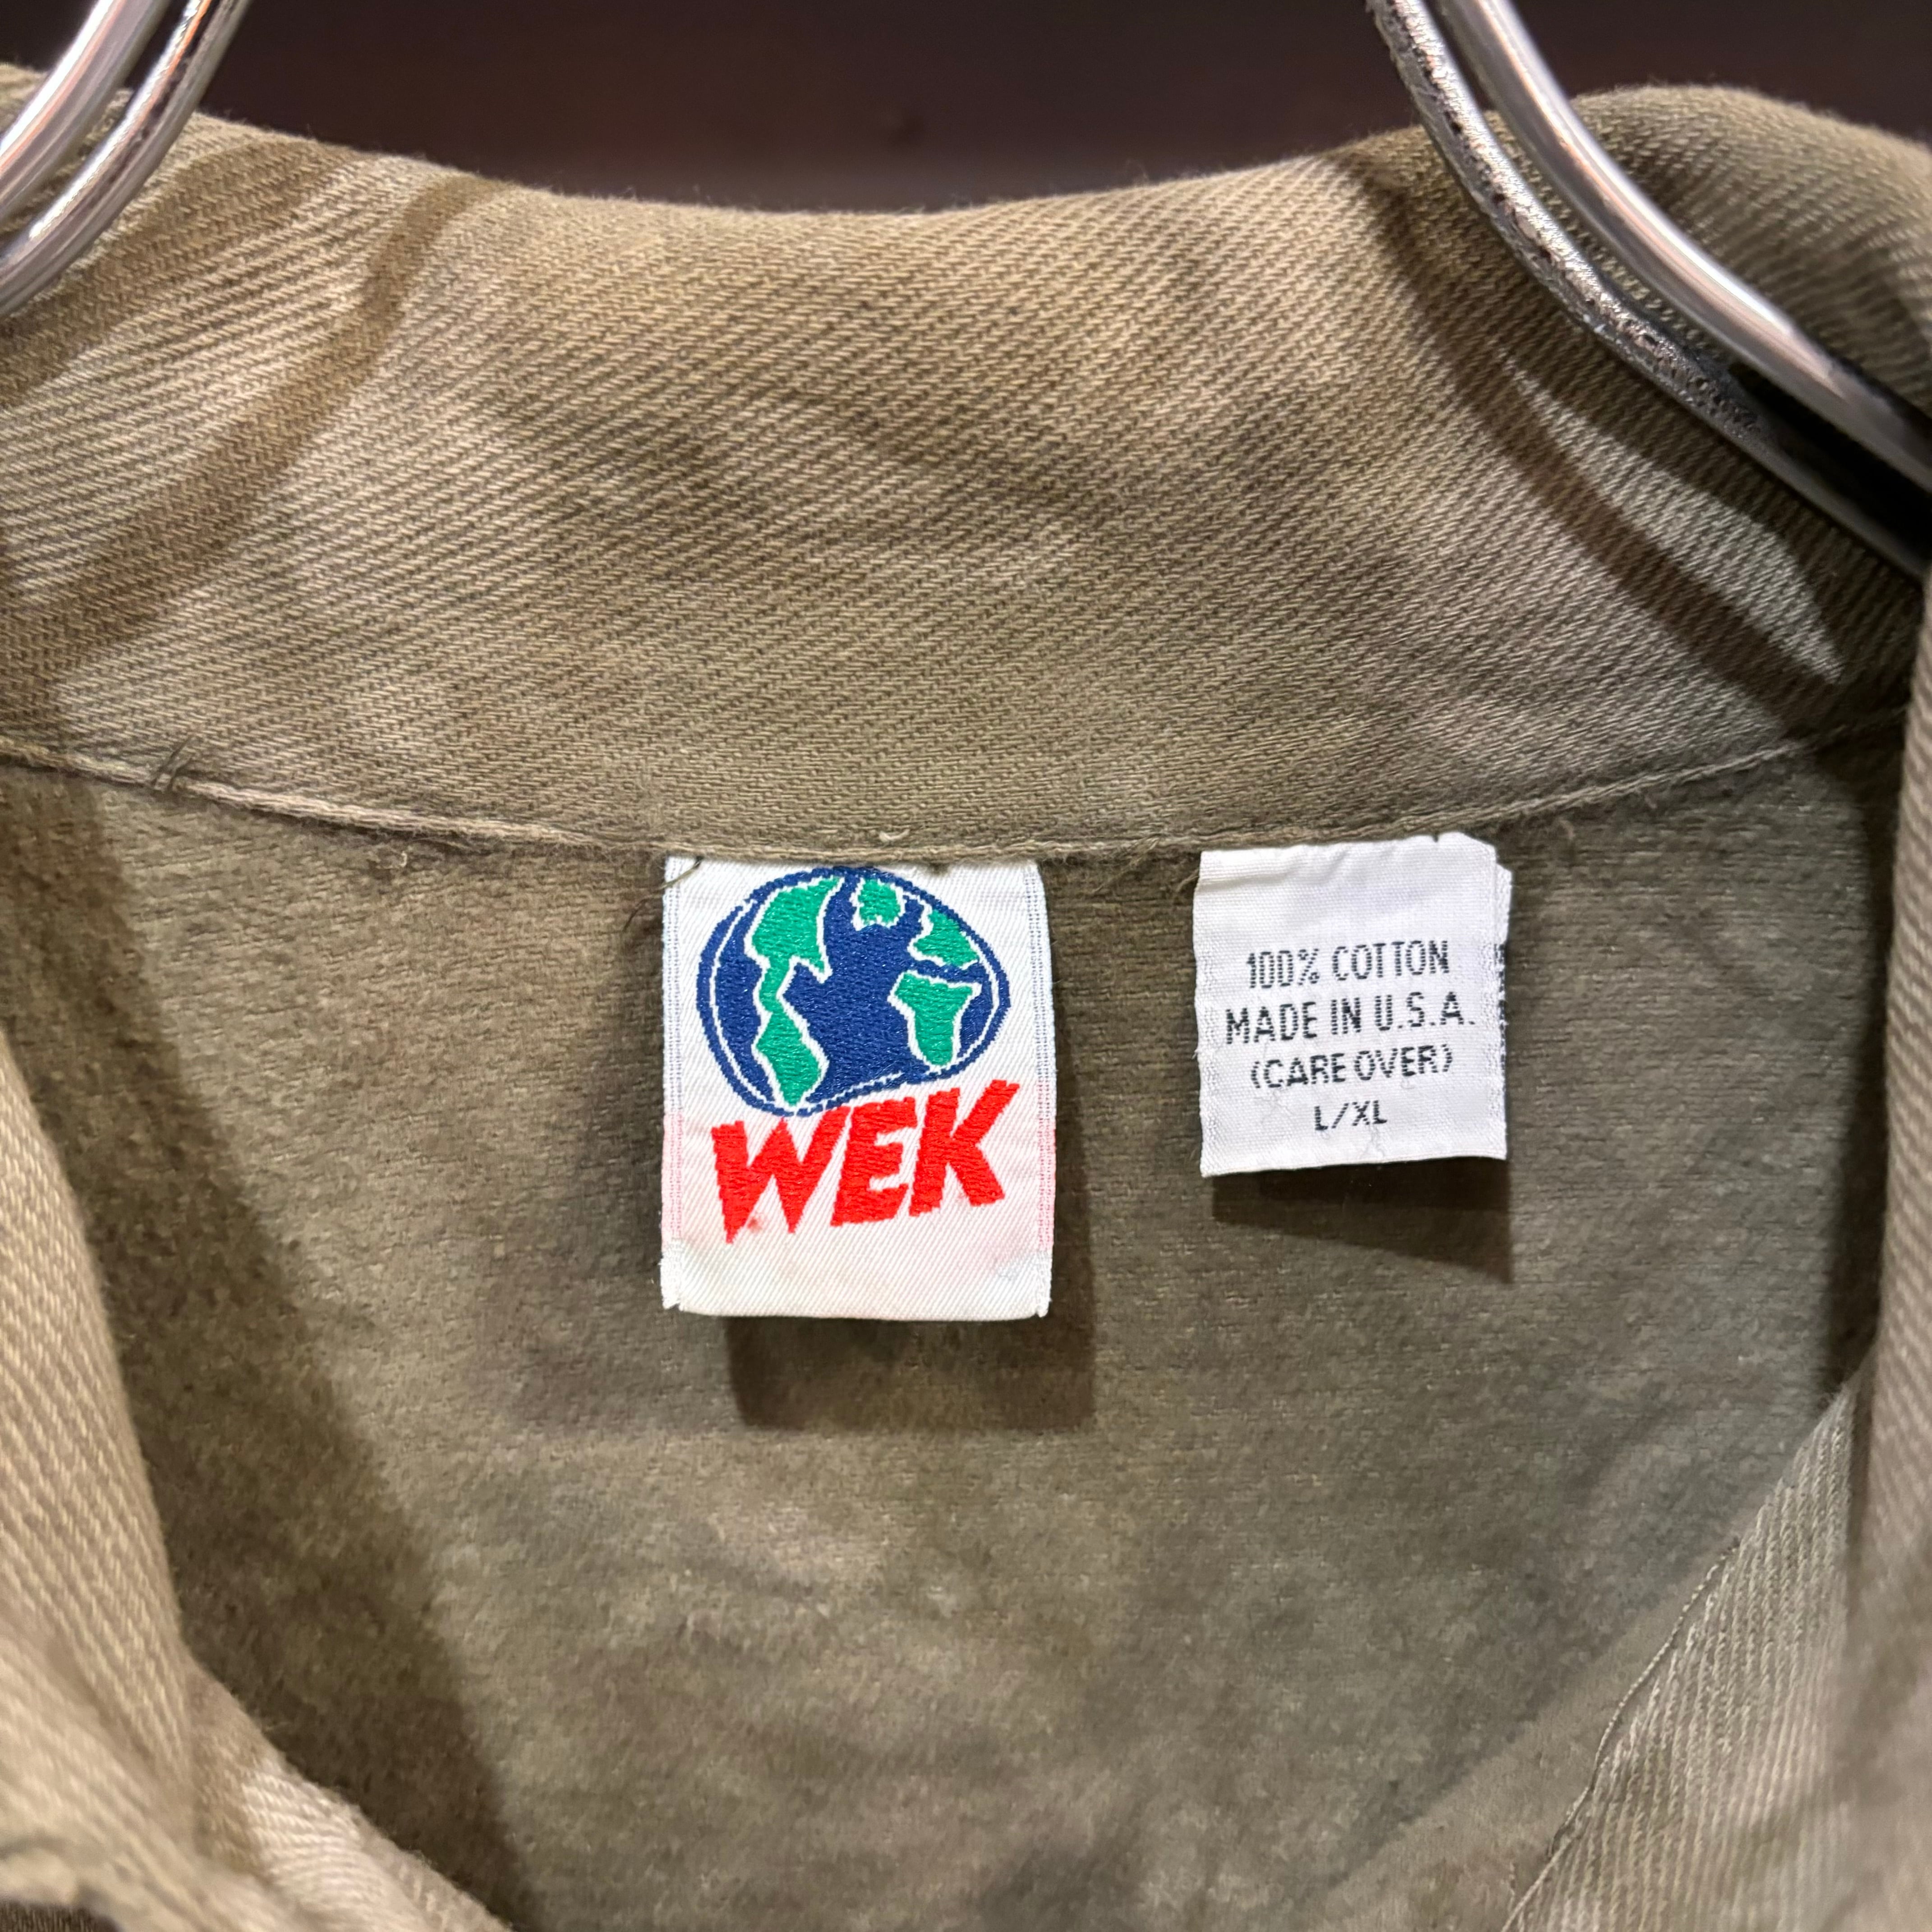 WEK
100% COTTON
MADE IN U.S.A.
(CARE OVER)
L/XL